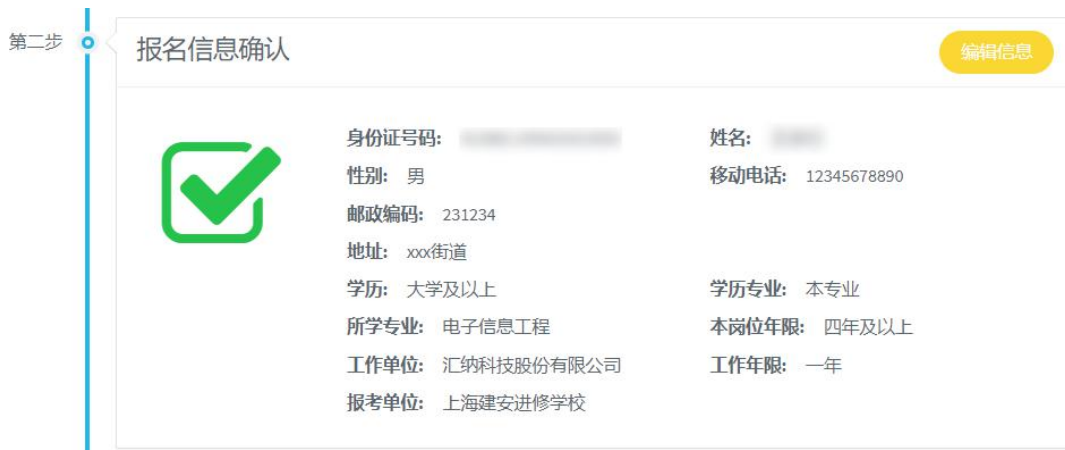 第二步
报名信息确认
编辑信息
身份证号码:
姓名:
性别: 男
移动电话: 12345678890
邮政编码: 231234
地址: xxx街道
学历: 大学及以上
学历专业: 本专业
所学专业: 电子信息工程
本岗位年限: 四年及以上
工作单位: 汇纳科技股份有限公司
工作年限: 一年
报考单位: 上海建安进修学校